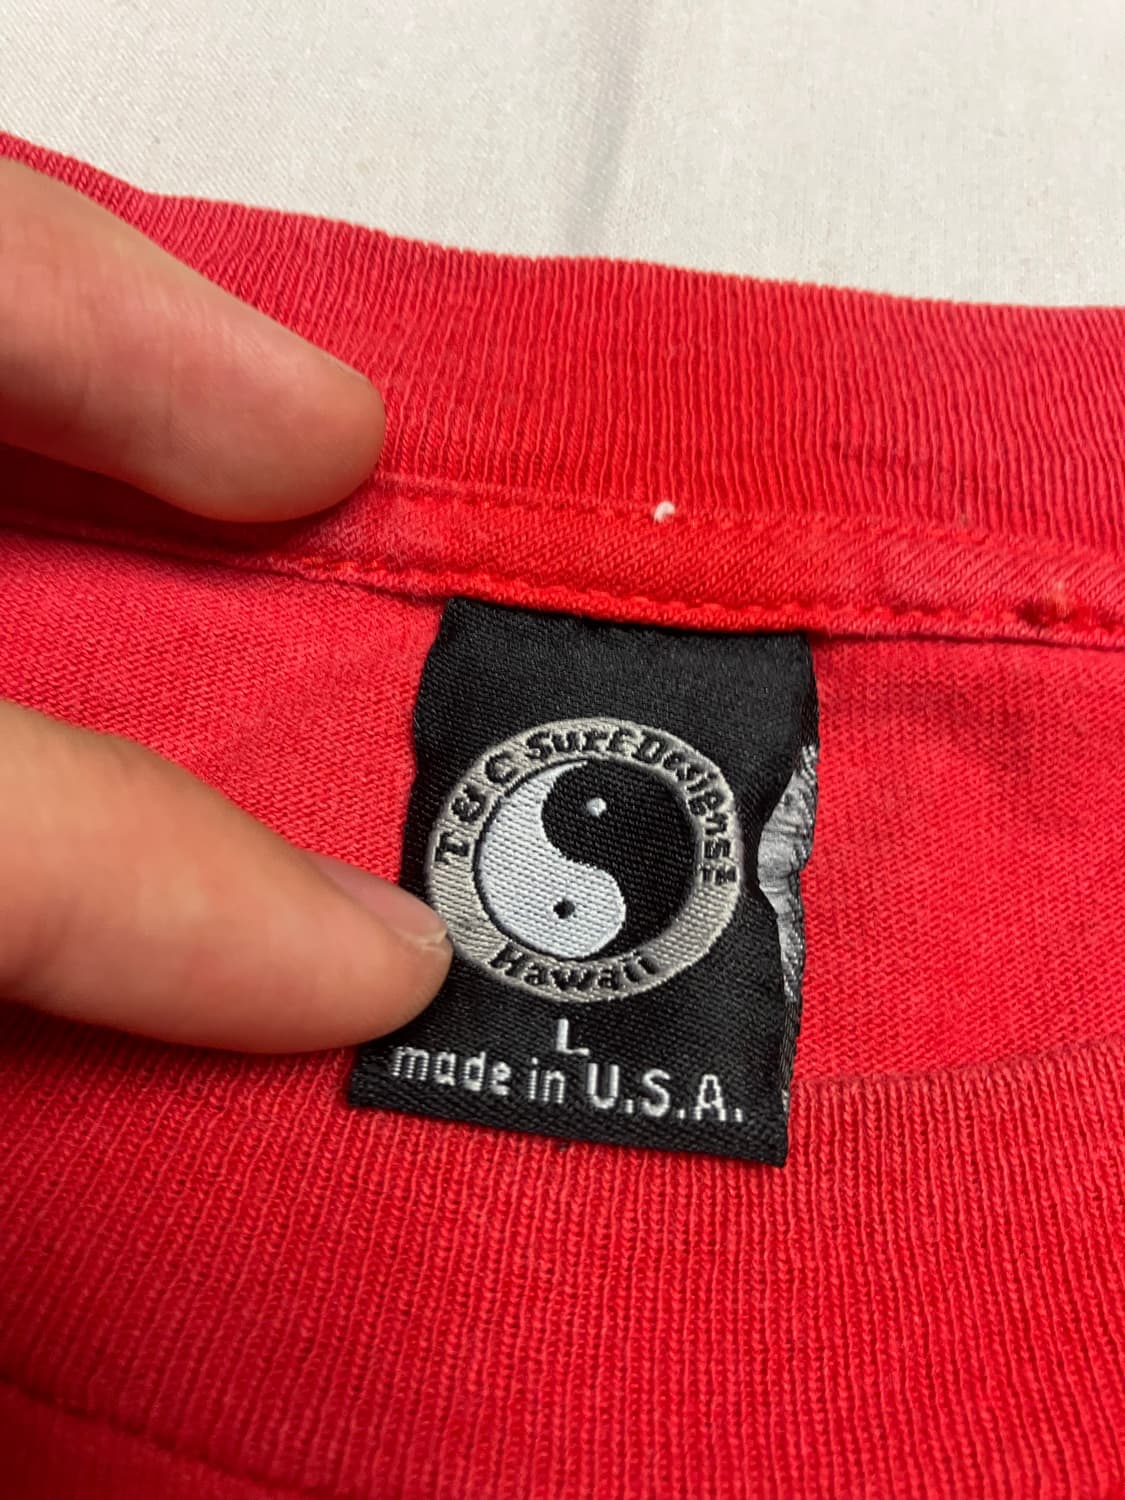 T & C Surf Designs™
Hawaii
L
made in U.S.A.